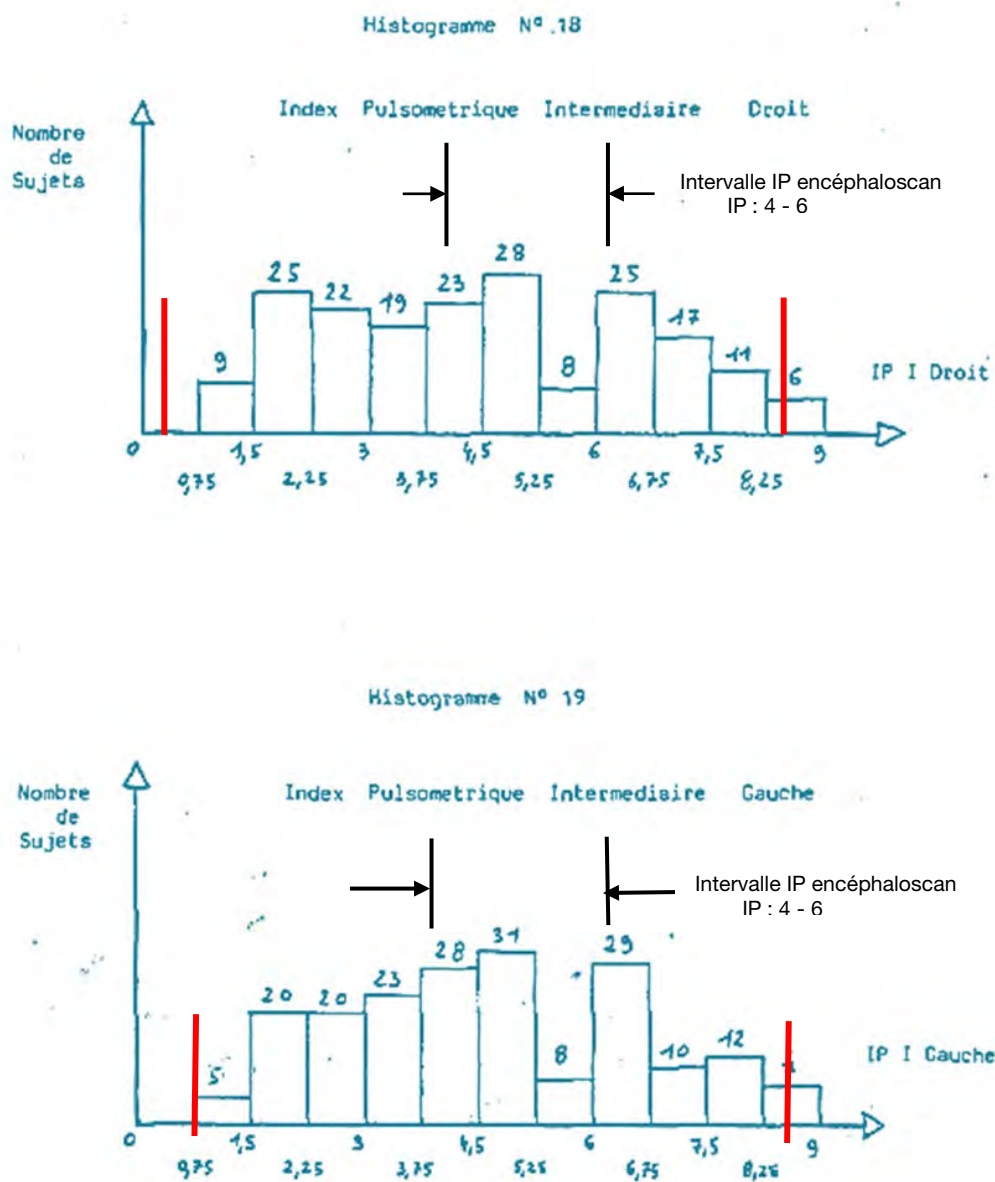 Histogramme Nº 18
Index Pulsometrique Intermediaire Droit
Nombre
de
Sujets
Intervalle IP encéphaloscan
IP : 4 - 6
9 25 22 19 23 28 8 25 17 11 6
IP I Droit
0 1,5 3 4,5 6 7,5 9
0,75 2,25 3,75 5,25 6,75 8,25
Histogramme Nº 19
Index Pulsometrique Intermediaire Gauche
Nombre
de
Sujets
Intervalle IP encéphaloscan
IP : 4 - 6
5 20 20 23 28 31 8 29 10 12
IP I Gauche
0 1,5 3 4,5 6 7,5 9
0,75 2,25 3,75 5,25 6,75 8,25